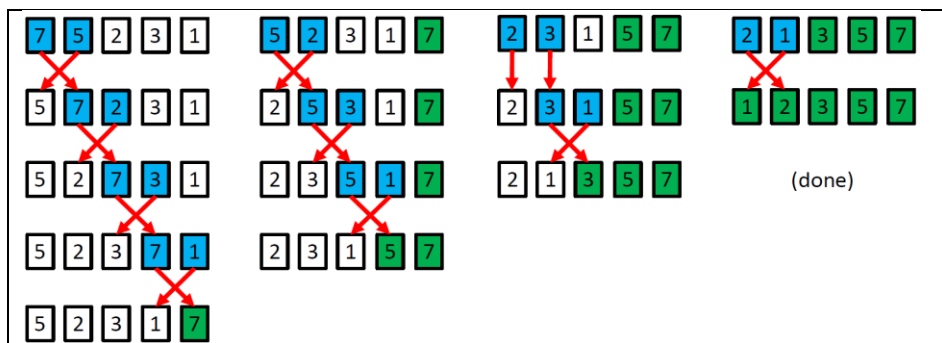 7 5 2 3 1
5 7 2 3 1
5 2 7 3 1
5 2 3 7 1
5 2 3 1 7
5 2 3 1 7
2 5 3 1 7
2 3 5 1 7
2 3 1 5 7
2 3 1 5 7
2 3 1 5 7
2 1 3 5 7
2 1 3 5 7
1 2 3 5 7
(done)